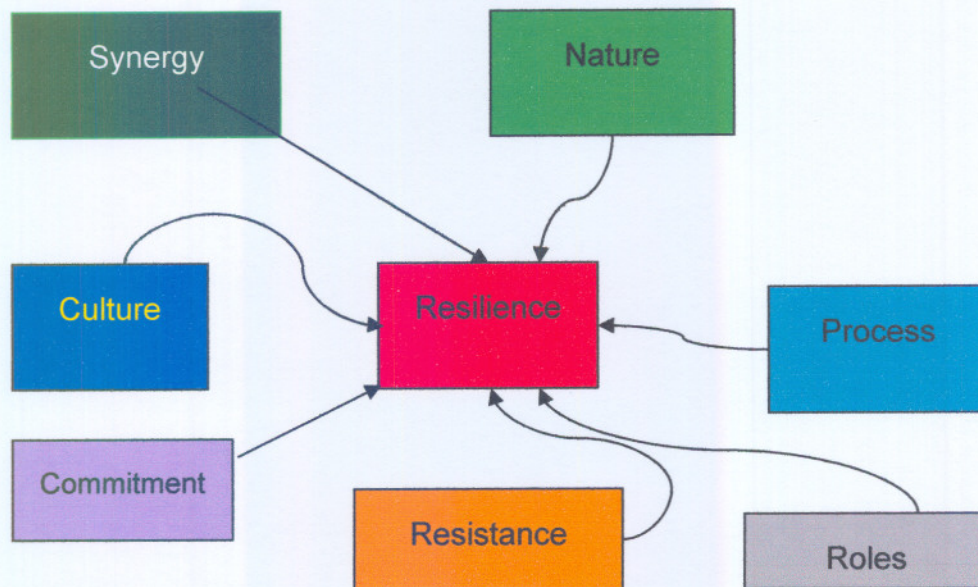 Synergy
Nature
Culture
Resilience
Process
Commitment
Resistance
Roles